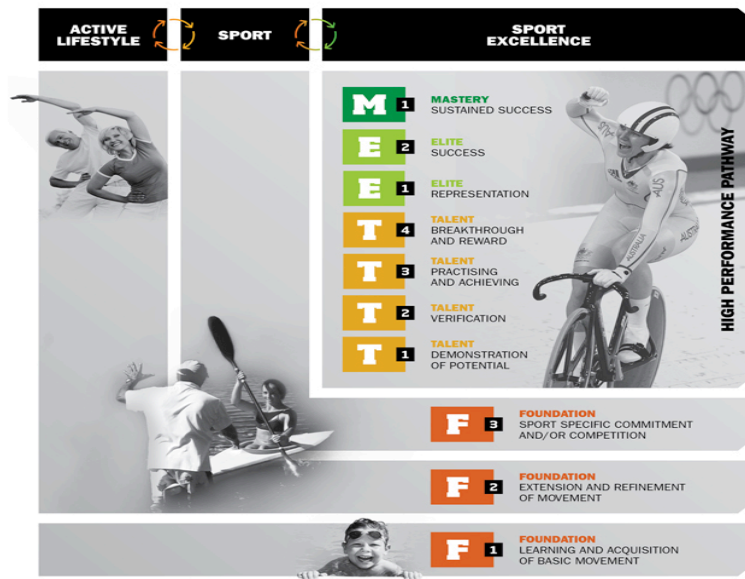 ACTIVE
LIFESTYLE
SPORT
SPORT
EXCELLENCE
M 1 MASTERY
SUSTAINED SUCCESS
E 2 ELITE
SUCCESS
E 1 ELITE
REPRESENTATION
T 4 TALENT
BREAKTHROUGH
AND REWARD
T 3 TALENT
PRACTISING
AND ACHIEVING
T 2 TALENT
VERIFICATION
T 1 TALENT
DEMONSTRATION
OF POTENTIAL
HIGH PERFORMANCE PATHWAY
AUS
AUSTRALIA
F 3 FOUNDATION
SPORT SPECIFIC COMMITMENT
AND/OR COMPETITION
F 2 FOUNDATION
EXTENSION AND REFINEMENT
OF MOVEMENT
F 1 FOUNDATION
LEARNING AND ACQUISITION
OF BASIC MOVEMENT